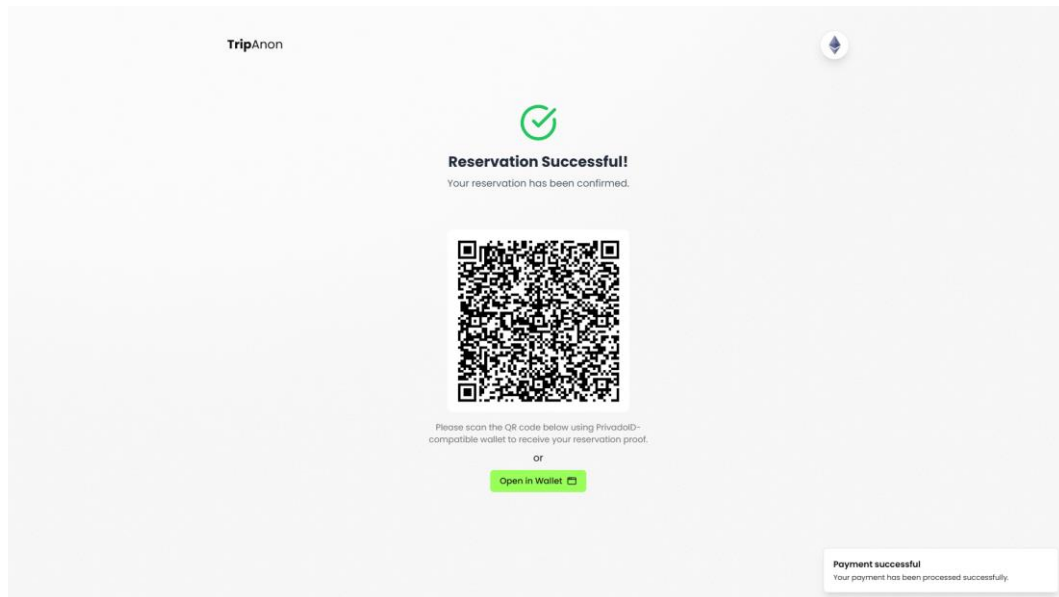 TripAnon
Reservation Successful!
Your reservation has been confirmed.
Please scan the QR code below using PrivadoID-
compatible wallet to receive your reservation proof.
or
Open in Wallet
Payment successful
Your payment has been processed successfully.